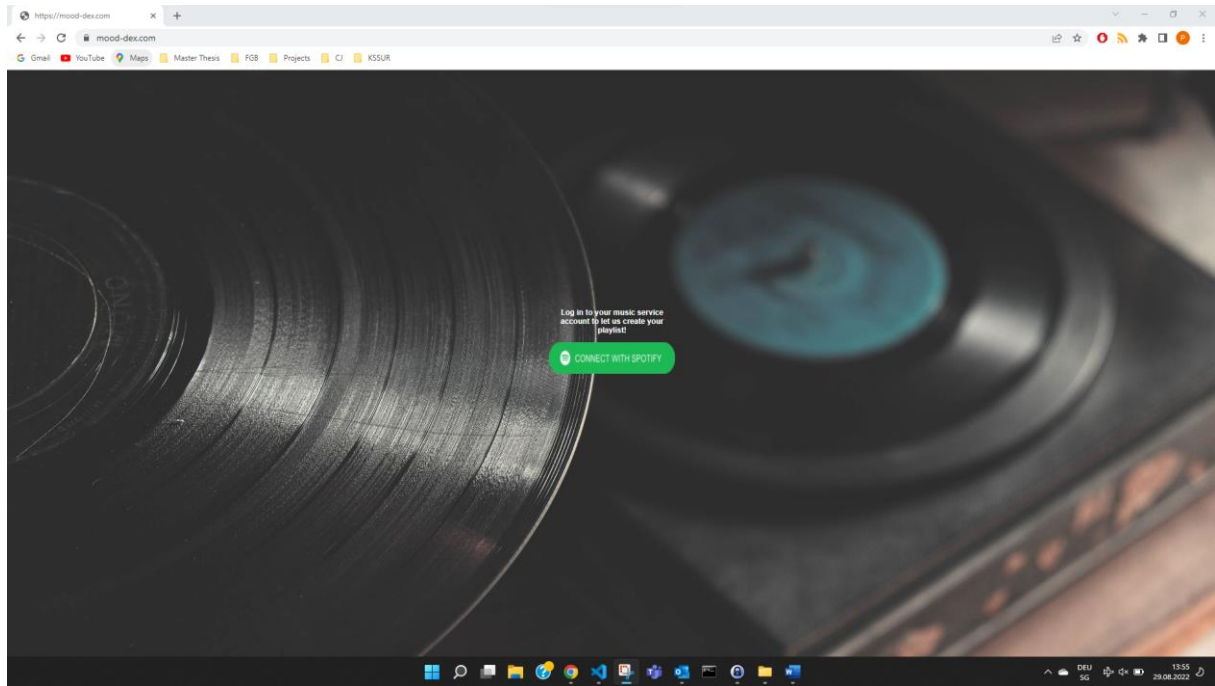 https://mood-dex.com
mood-dex.com
Gmail YouTube Maps Master Thesis FGB Projects CJ KSSUR
Log in to your music service
account to let us create your
playlist!
CONNECT WITH SPOTIFY
DEU
SG
13:55
29.08.2022